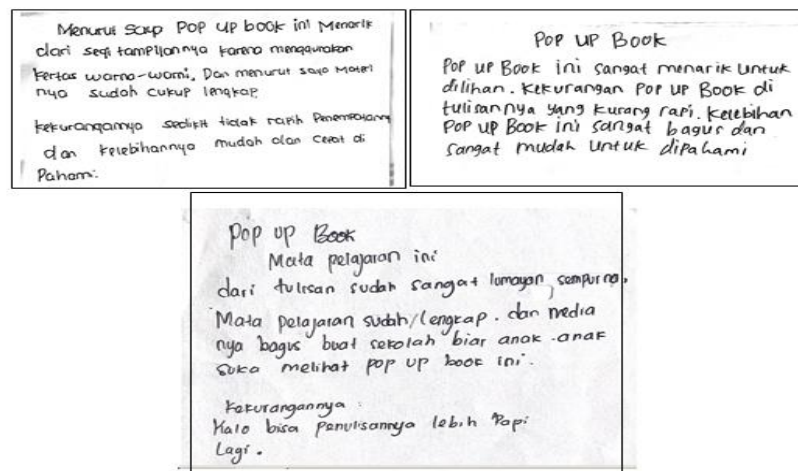 Menurut saya POP UP book ini Menarik
dari segi tampilannya karena menggunakan
kertas warna-warni, Dan menurut saya Materi
nya sudah cukup lengkap
kekurangannya sedikit tidak rapih Penempatannya
dan kelebihannya mudah dan cepat di
Pahami.
POP UP BOOK
POP UP BOOK ini sangat menarik untuk
dilihan. Kekurangan POP UP Book di
tulisannya yang kurang rapi. Kelebihan
POP UP BOOK ini sangat bagus dan
sangat mudah untuk dipahami
Pop up Book
Mata pelajaran ini
dari tulisan sudah sangat lumayan sempurna,
Mata pelajaran sudah/lengkap. dan media
nya bagus buat sekolah biar anak-anak
suka melihat pop up book ini.
Kekurangannya :
Kalo bisa penulisannya lebih Rapi
Lagi.